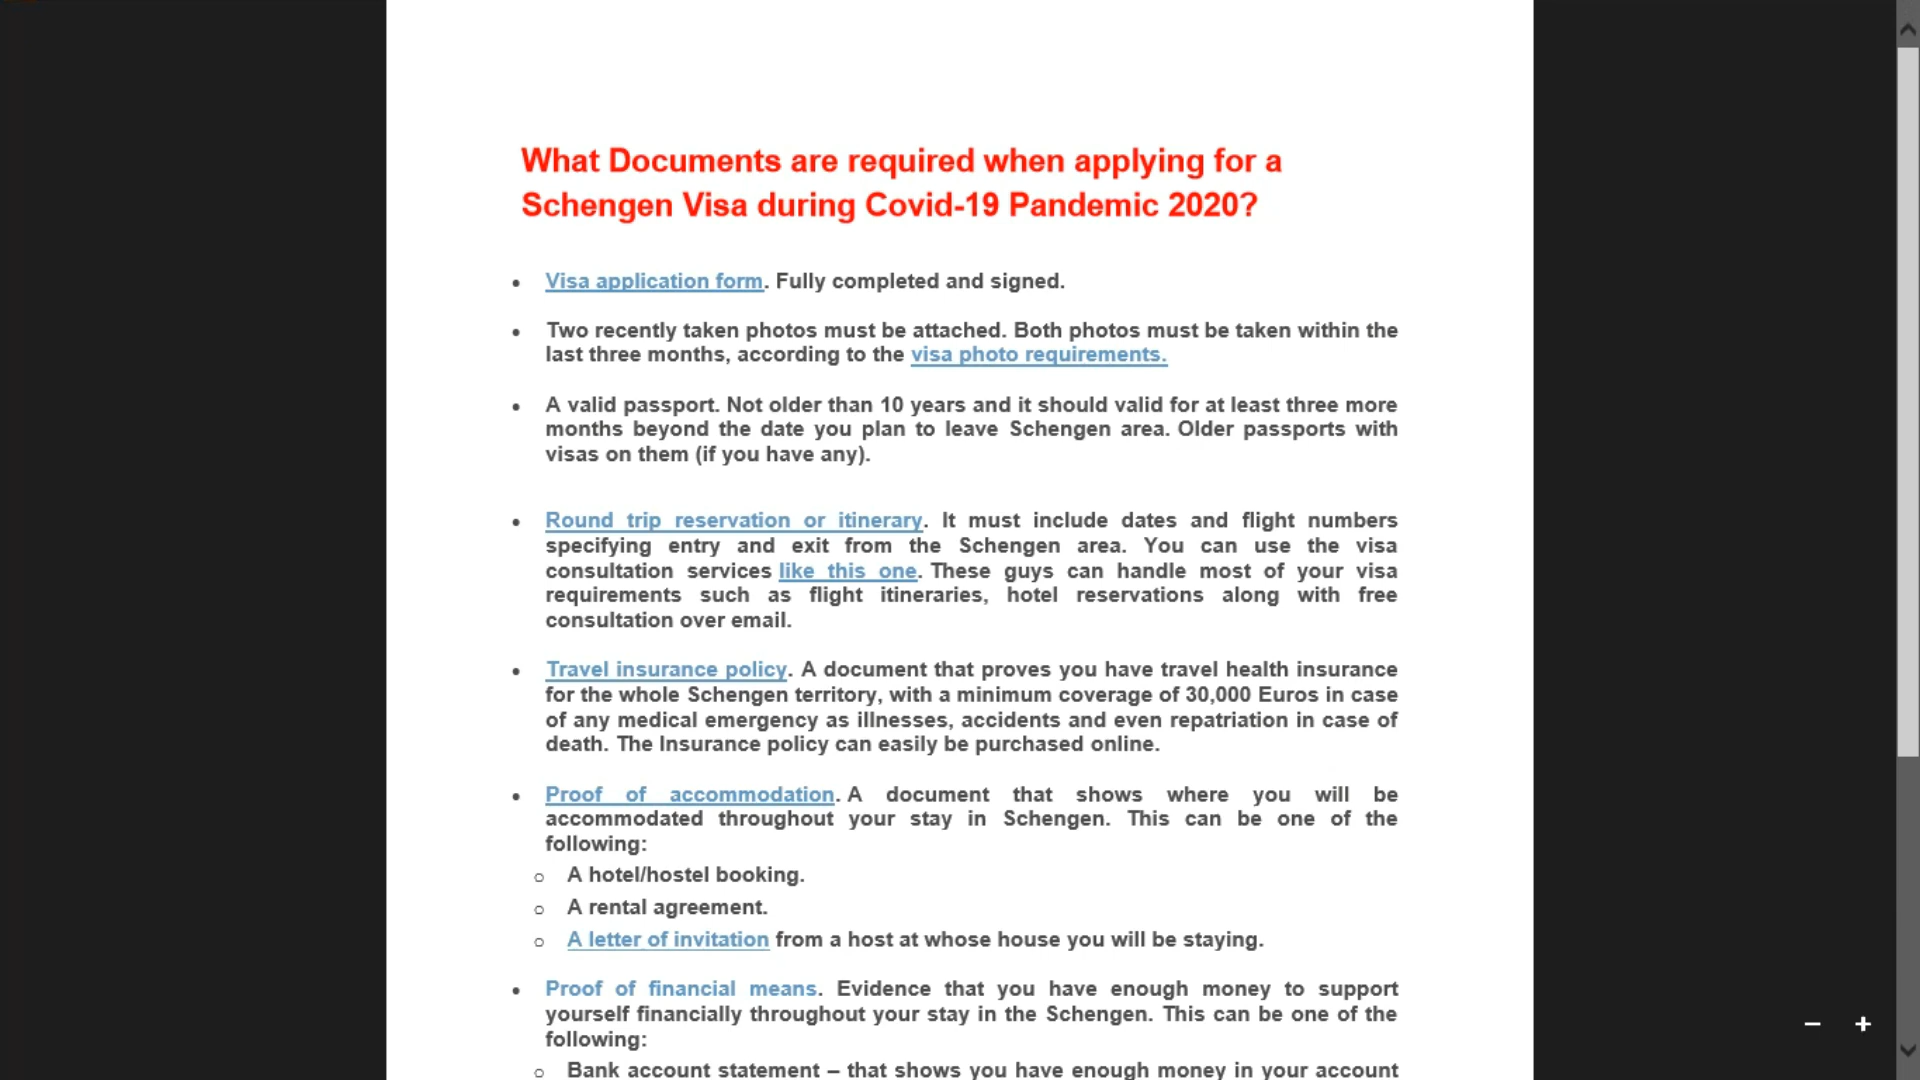 What Documents are required when applying for a
Schengen Visa during Covid-19 Pandemic 2020?
• Visa application form. Fully completed and signed.
• Two recently taken photos must be attached. Both photos must be taken within the
last three months, according to the visa photo requirements.
• A valid passport. Not older than 10 years and it should valid for at least three more
months beyond the date you plan to leave Schengen area. Older passports with
visas on them (if you have any).
• Round trip reservation or itinerary. It must include dates and flight numbers
specifying entry and exit from the Schengen area. You can use the visa
consultation services like this one. These guys can handle most of your visa
requirements such as flight itineraries, hotel reservations along with free
consultation over email.
• Travel insurance policy. A document that proves you have travel health insurance
for the whole Schengen territory, with a minimum coverage of 30,000 Euros in case
of any medical emergency as illnesses, accidents and even repatriation in case of
death. The Insurance policy can easily be purchased online.
• Proof of accommodation. A document that shows where you will be
accommodated throughout your stay in Schengen. This can be one of the
following:
o A hotel/hostel booking.
o A rental agreement.
o A letter of invitation from a host at whose house you will be staying.
• Proof of financial means. Evidence that you have enough money to support
yourself financially throughout your stay in the Schengen. This can be one of the
following:
o Bank account statement – that shows you have enough money in your account